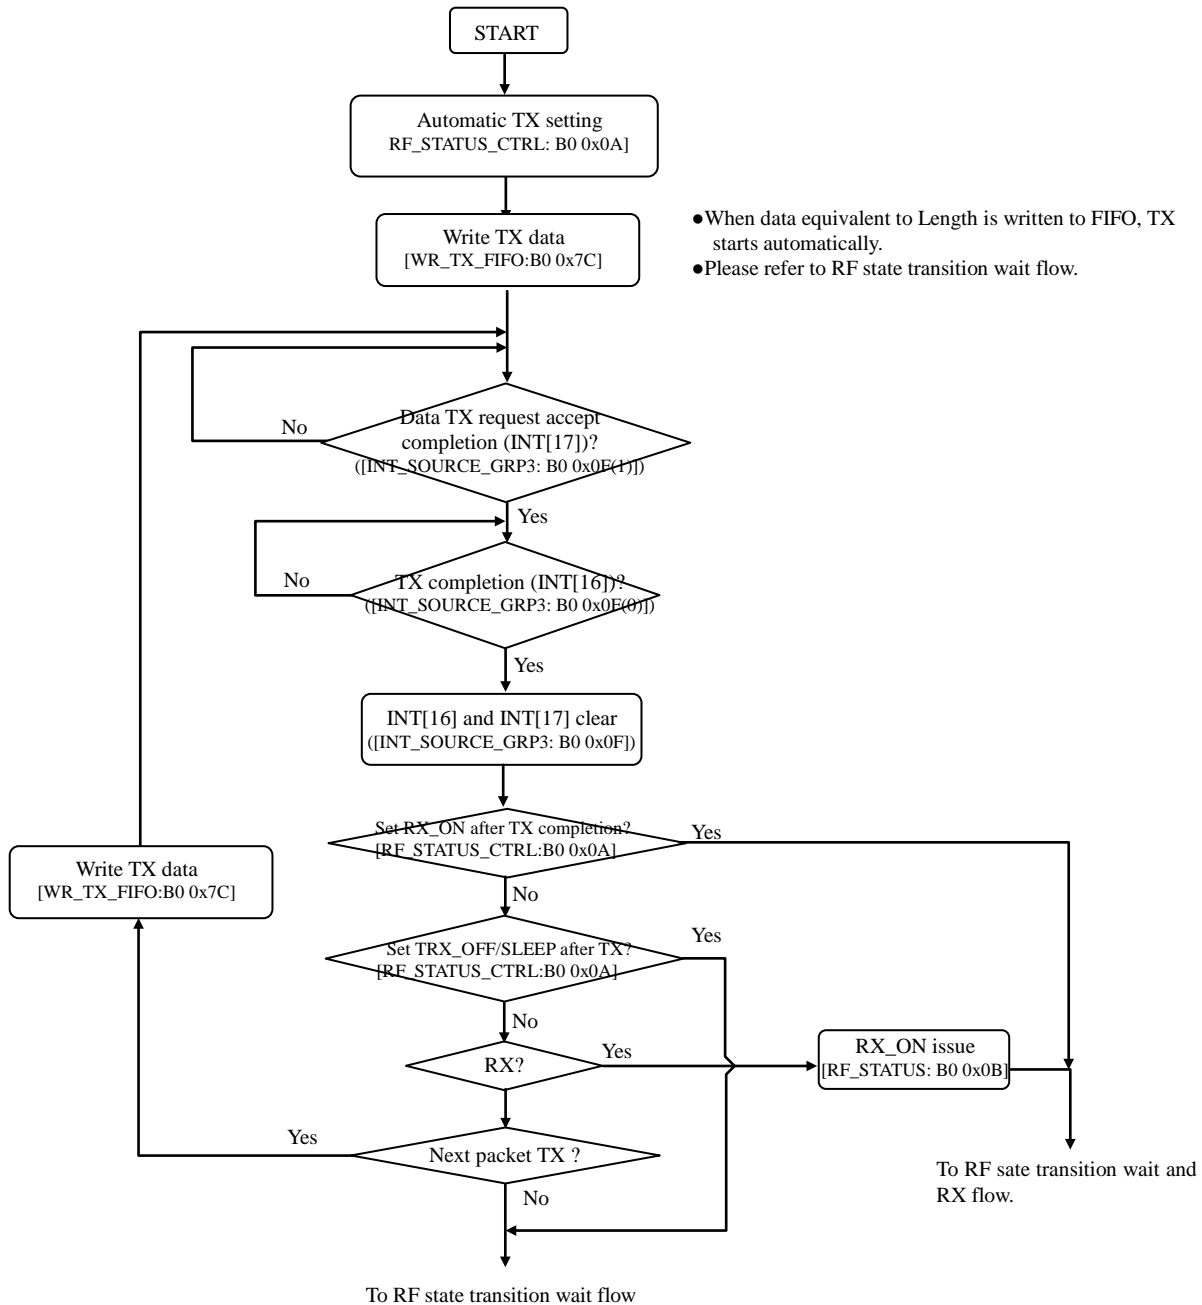 START
Automatic TX setting
RF_STATUS_CTRL: B0 0x0A]
Write TX data
[WR_TX_FIFO:B0 0x7C]
●When data equivalent to Length is written to FIFO, TX
starts automatically.
●Please refer to RF state transition wait flow.
No
Data TX request accept
completion (INT[17])?
([INT_SOURCE_GRP3: B0 0x0F(1)])
Yes
No
TX completion (INT[16])?
([INT_SOURCE_GRP3: B0 0x0F(0)])
Yes
INT[16] and INT[17] clear
([INT_SOURCE_GRP3: B0 0x0F])
Set RX_ON after TX completion?
[RF_STATUS_CTRL:B0 0x0A]
Yes
Write TX data
[WR_TX_FIFO:B0 0x7C]
No
Set TRX_OFF/SLEEP after TX?
[RF_STATUS_CTRL:B0 0x0A]
Yes
No
RX?
Yes
RX_ON issue
[RF_STATUS: B0 0x0B]
Yes
Next packet TX ?
No
To RF sate transition wait and
RX flow.
To RF state transition wait flow